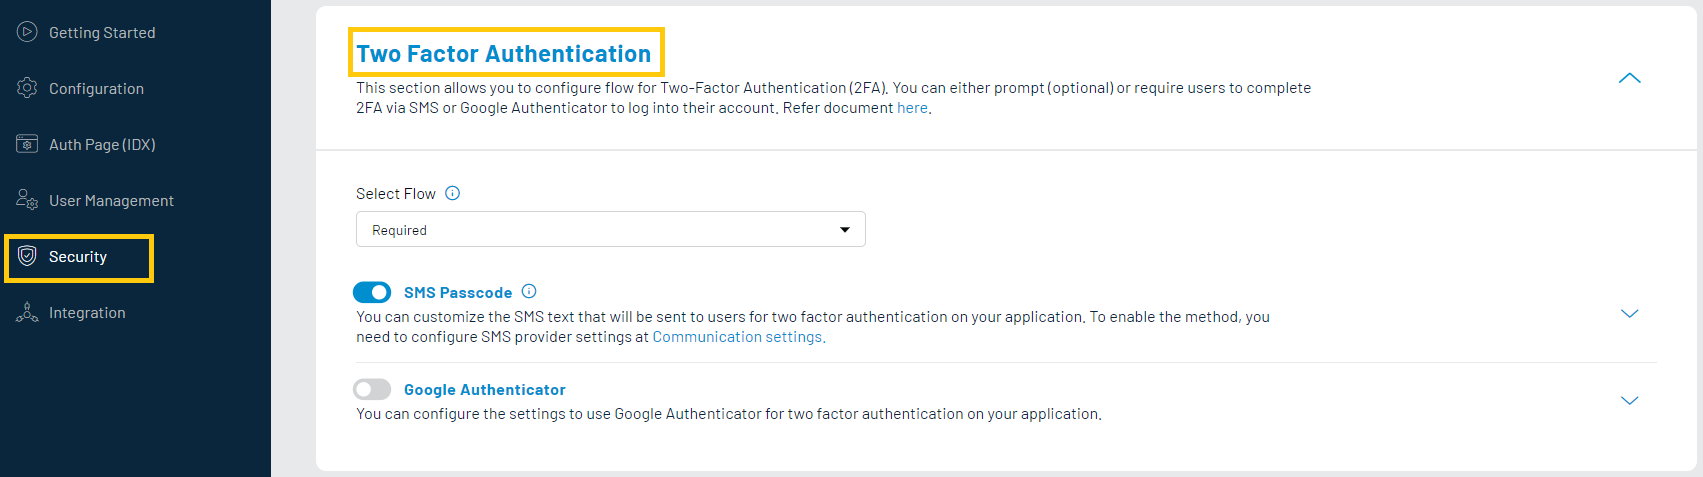 Getting Started
Configuration
Auth Page (IDX)
User Management
Security
Integration
Two Factor Authentication
This section allows you to configure flow for Two-Factor Authentication (2FA). You can either prompt (optional) or require users to complete
2FA via SMS or Google Authenticator to log into their account. Refer document here.
Select Flow
Required
SMS Passcode
You can customize the SMS text that will be sent to users for two factor authentication on your application. To enable the method, you
need to configure SMS provider settings at Communication settings.
Google Authenticator
You can configure the settings to use Google Authenticator for two factor authentication on your application.